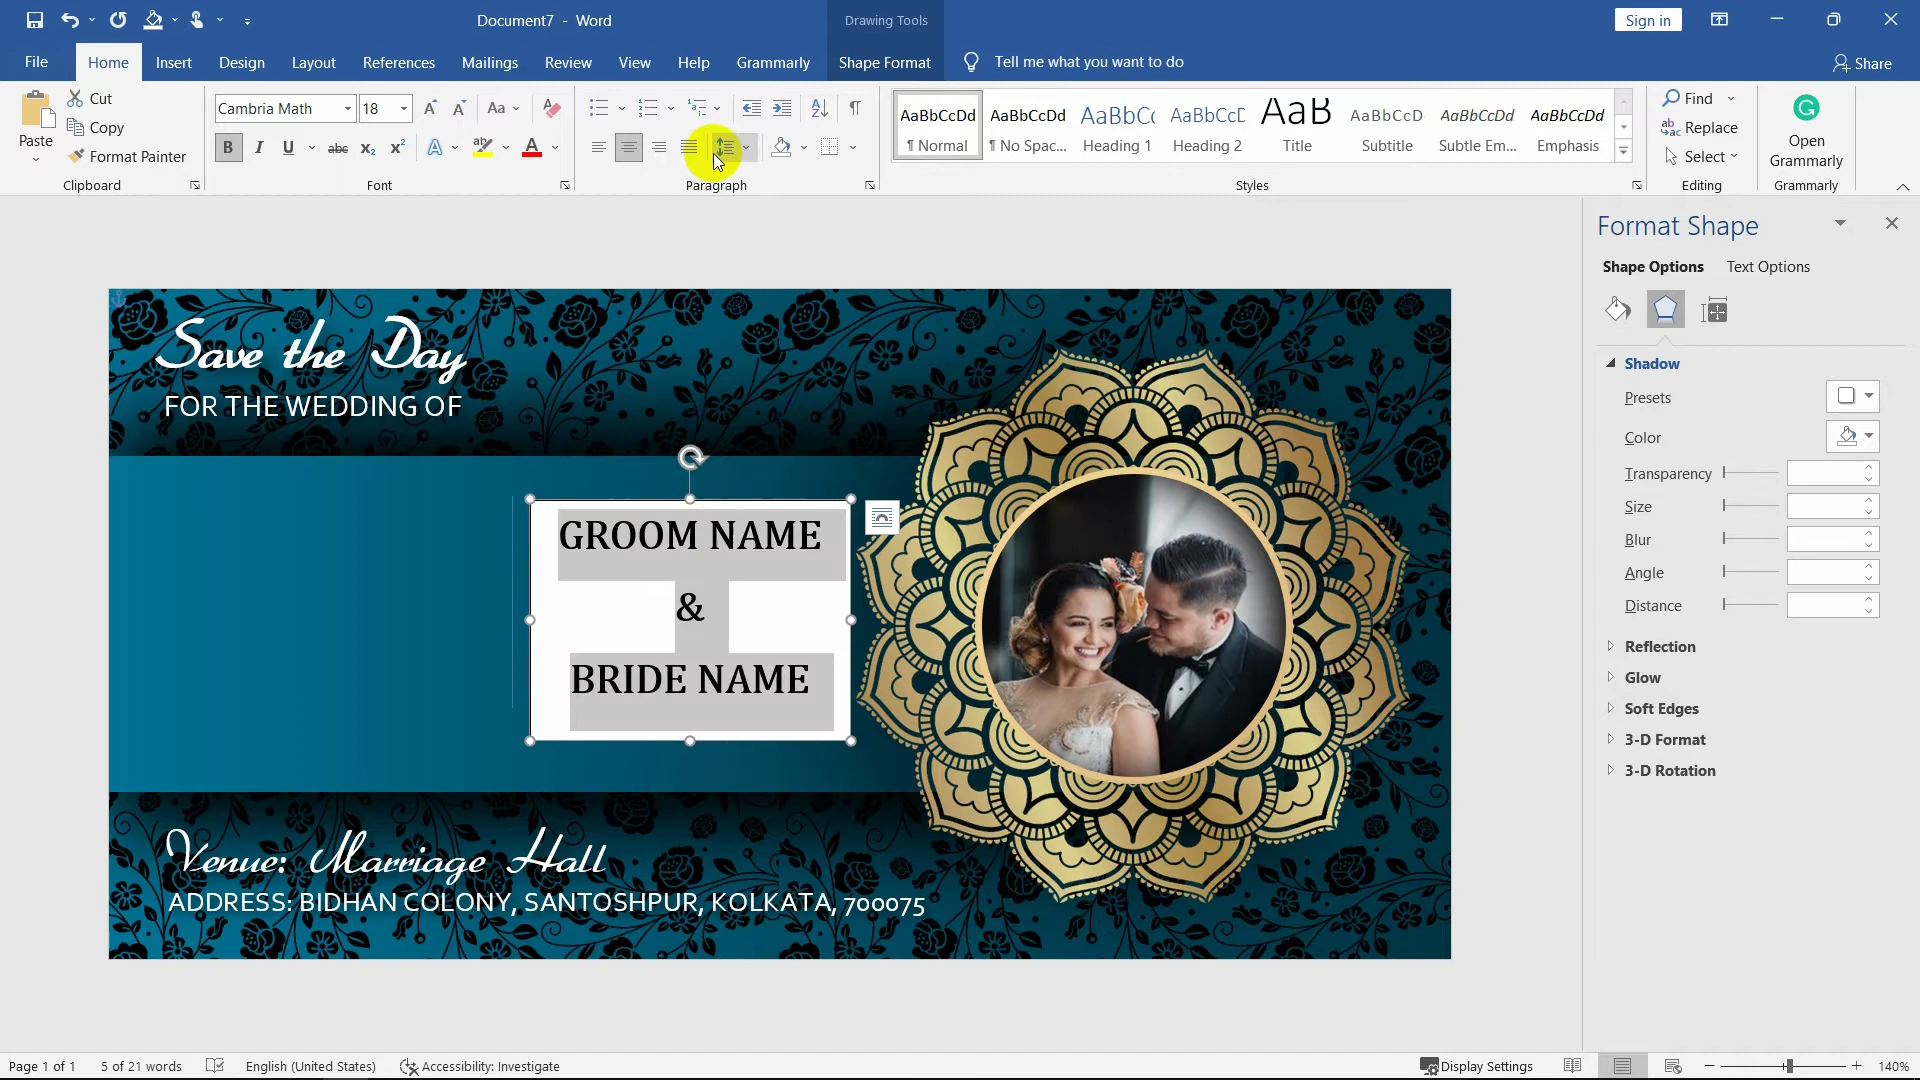 Document7 - Word
Drawing Tools
Sign in
File
Home
Insert
Design
Layout
References
Mailings
Review
View
Help
Grammarly
Shape Format
Tell me what you want to do
Share
Paste
Cut
Copy
Format Painter
Clipboard
Cambria Math
18
Font
Paragraph
AaBbCcDd
¶ Normal
AaBbCcDd
¶ No Spac...
AaBbCc
Heading 1
AaBbCcD
Heading 2
AaB
Title
AaBbCcD
Subtitle
AaBbCcDd
Subtle Em...
AaBbCcDd
Emphasis
Styles
Find
Replace
Select
Editing
Open
Grammarly
Grammarly
Save the Day
FOR THE WEDDING OF
GROOM NAME
&
BRIDE NAME
Venue: Marriage Hall
ADDRESS: BIDHAN COLONY, SANTOSHPUR, KOLKATA, 700075
Format Shape
Shape Options
Text Options
Shadow
Presets
Color
Transparency
Size
Blur
Angle
Distance
Reflection
Glow
Soft Edges
3-D Format
3-D Rotation
Page 1 of 1
5 of 21 words
English (United States)
Accessibility: Investigate
Display Settings
140%